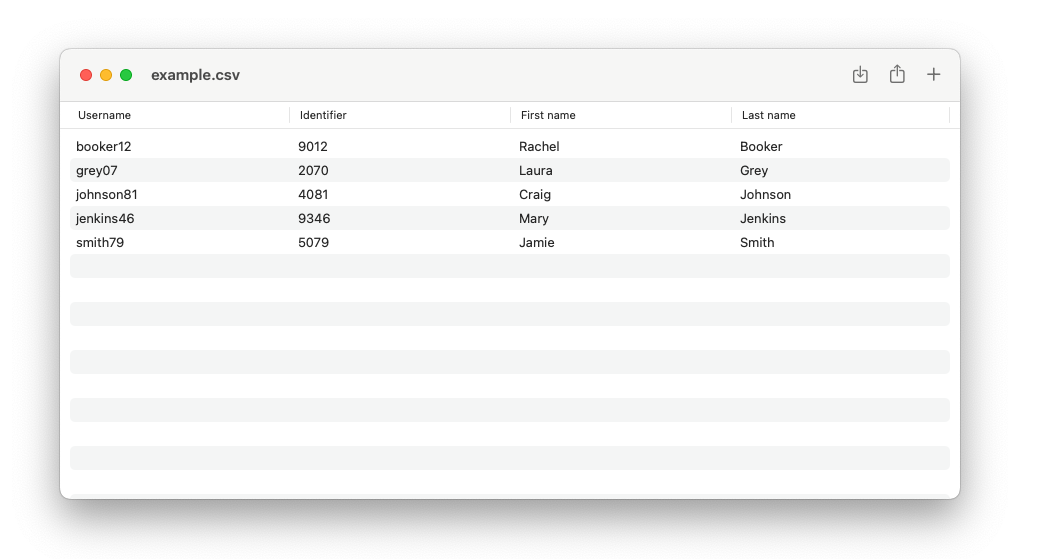 example.csv
Username Identifier First name Last name
booker12 9012 Rachel Booker
grey07 2070 Laura Grey
johnson81 4081 Craig Johnson
jenkins46 9346 Mary Jenkins
smith79 5079 Jamie Smith